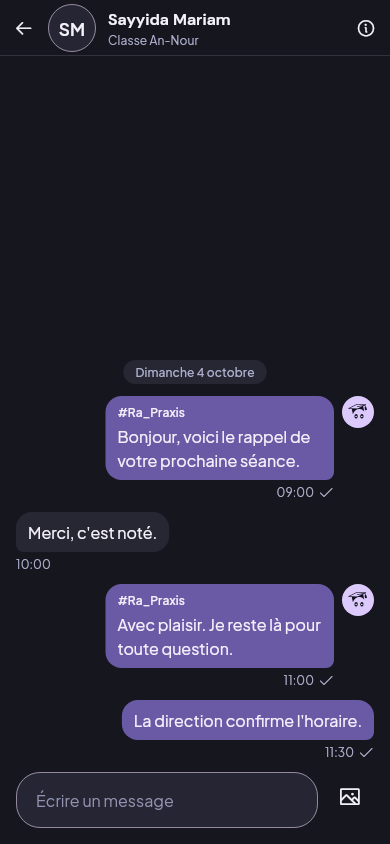 SM
Sayyida Mariam
Classe An-Nour
Dimanche 4 octobre
#Ra_Praxis
Bonjour, voici le rappel de
votre prochaine séance.
09:00
Merci, c'est noté.
10:00
#Ra_Praxis
Avec plaisir. Je reste là pour
toute question.
11:00
La direction confirme l'horaire.
11:30
Écrire un message